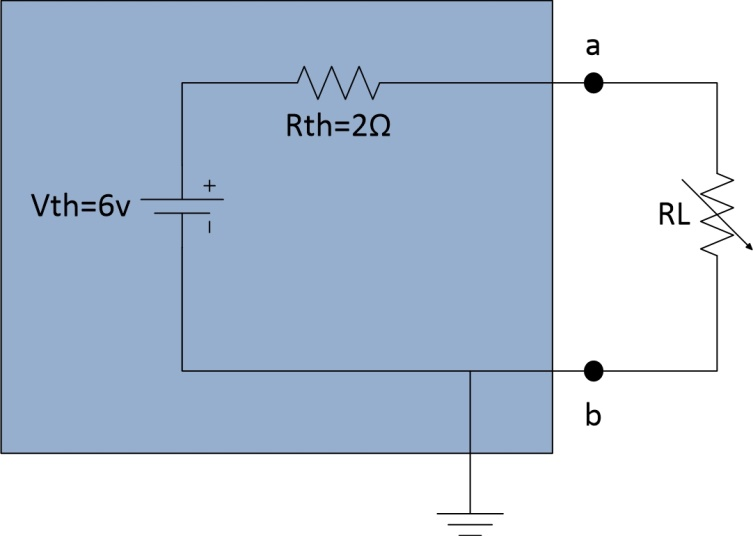 a
Rth=2Ω
+
Vth=6v
RL
b